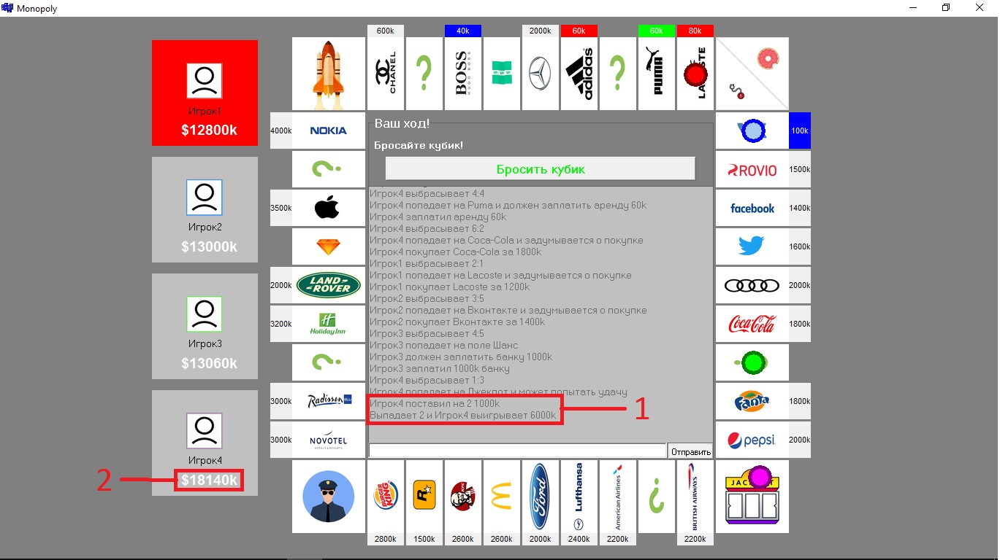 Monopoly
600k
40k
2000k
60k
60k
80k
CHANEL
?
BOSS
HUGO BOSS
adidas
?
PUMA
LACOSTE
Игрок1
$12800k
Игрок2
$13000k
Игрок3
$13060k
Игрок4
$18140k
2
4000k
NOKIA
3500k
2000k
LAND-
-ROVER
3200k
Holiday Inn
3000k
Radisson BLU
3000k
NOVOTEL
HOTELS & RESORTS
Ваш ход!
Бросайте кубик!
Бросить кубик
Игрок4 выбрасывает 4:4
Игрок4 попадает на Puma и должен заплатить аренду 60k
Игрок4 заплатил аренду 60k
Игрок4 выбрасывает 6:2
Игрок4 попадает на Coca-Cola и задумывается о покупке
Игрок4 покупает Coca-Cola за 1800k
Игрок1 выбрасывает 2:1
Игрок1 попадает на Lacoste и задумывается о покупке
Игрок1 покупает Lacoste за 1200k
Игрок2 выбрасывает 3:5
Игрок2 попадает на Вконтакте и задумывается о покупке
Игрок2 покупает Вконтакте за 1400k
Игрок3 выбрасывает 4:5
Игрок3 попадает на поле Шанс
Игрок3 должен заплатить банку 1000k
Игрок3 заплатил 1000k банку
Игрок4 выбрасывает 1:3
Игрок4 попадает на Джекпот и может попытать удачу
Игрок4 поставил на 2 1000k
Выпадает 2 и Игрок4 выигрывает 6000k
1
Отправить
100k
ROVIO
1500k
facebook
1400k
1600k
2000k
Coca-Cola
1800k
Fanta
1800k
pepsi
2000k
BURGER
KING
R
KFC
Ford
Lufthansa
American Airlines
?
BRITISH AIRWAYS
2800k
1500k
2600k
2600k
2000k
2400k
2200k
2200k